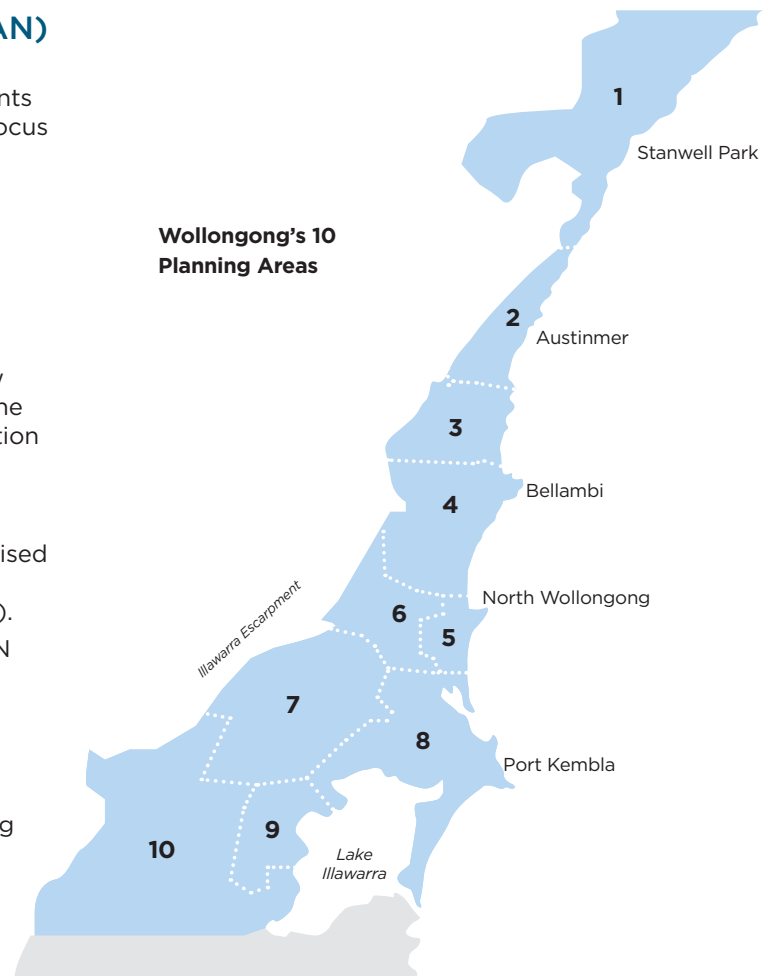 AN)
nts
ocus
ne
tion
ised
).
N
g
Wollongong's 10
Planning Areas
1
Stanwell Park
2
Austinmer
3
Bellambi
4
North Wollongong
6
5
Illawarra Escarpment
7
8
Port Kembla
9
10
Lake
Illawarra